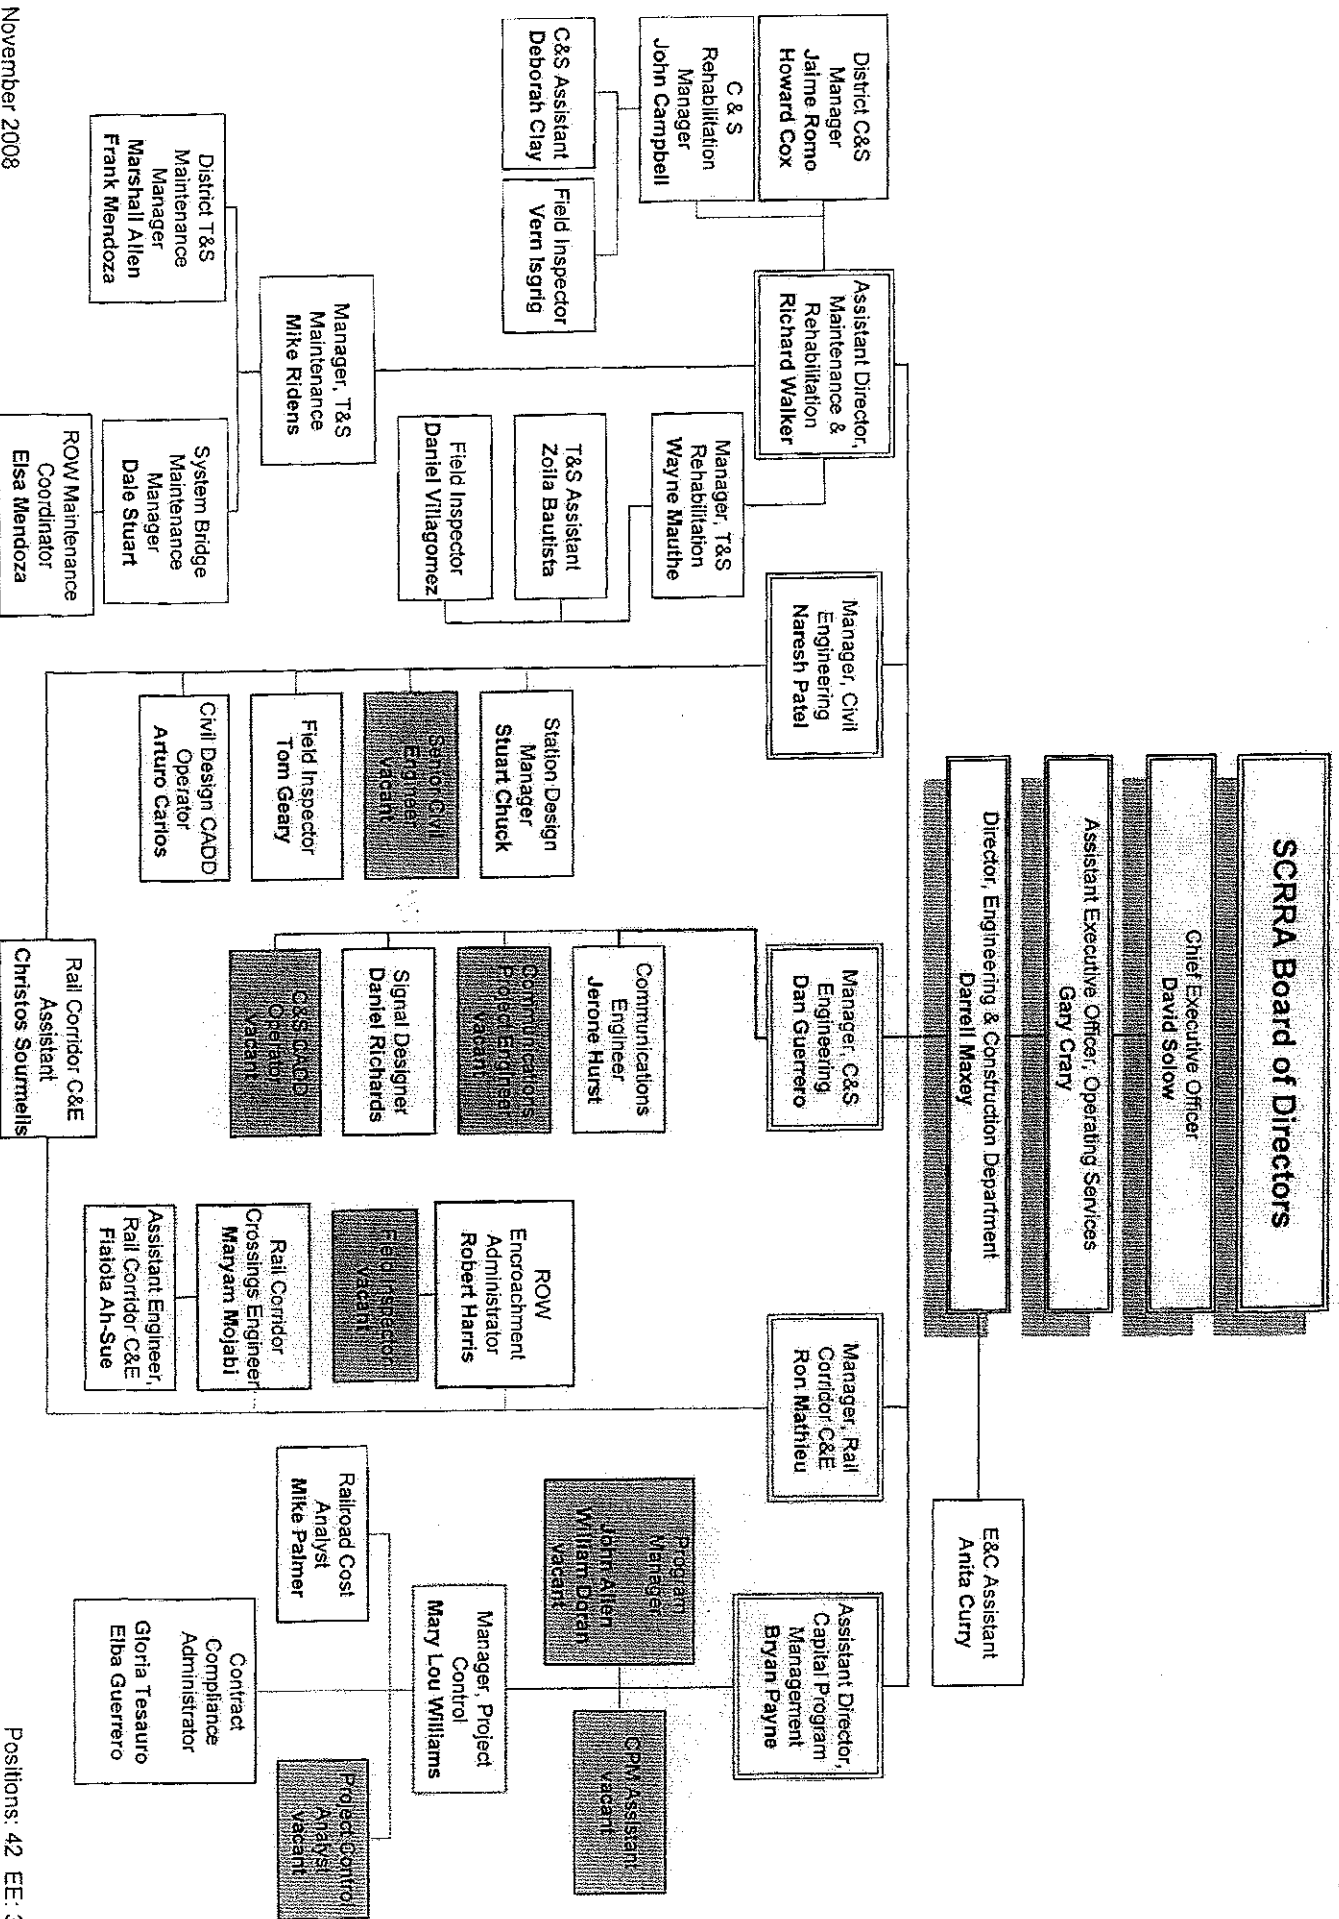 SCRRA Board of Directors
Chief Executive Officer
David Solow
Assistant Executive Officer, Operating Services
Gary Crary
Director, Engineering & Construction Department
Darrell Maxey
E&C Assistant
Anita Curry
Assistant Director,
Maintenance &
Rehabilitation
Richard Walker
Manager, Civil
Engineering
Naresh Patel
Manager, C&S
Engineering
Dan Guerrero
Manager, Rail
Corridor C&E
Ron Mathieu
Assistant Director,
Capital Program
Management
Bryan Payne
District C&S
Manager
Jaime Romo
Howard Cox
C & S
Rehabilitation
Manager
John Campbell
C&S Assistant
Deborah Clay
Field Inspector
Vern Isgrig
Manager, T&S
Rehabilitation
Wayne Mauthe
T&S Assistant
Zoila Bautista
Field Inspector
Daniel Villagomez
Manager, T&S
Maintenance
Mike Ridens
District T&S
Maintenance
Manager
Marshall Allen
Frank Mendoza
System Bridge
Maintenance
Manager
Dale Stuart
ROW Maintenance
Coordinator
Elsa Mendoza
Station Design
Manager
Stuart Chuck
Senior Civil
Engineer
vacant
Field Inspector
Tom Geary
Civil Design CADD
Operator
Arturo Carlos
Communications
Engineer
Jerone Hurst
Communications
Project Engineer
vacant
Signal Designer
Daniel Richards
C&S CADD
Operator
vacant
Rail Corridor C&E
Assistant
Christos Sourmelis
ROW
Encroachment
Administrator
Robert Harris
Field Inspector
vacant
Rail Corridor
Crossings Engineer
Maryam Mojabi
Assistant Engineer,
Rail Corridor C&E
Fiaiola Ah-Sue
Program
Manager
John Allen
William Doran
vacant
CPM Assistant
vacant
Manager, Project
Control
Mary Lou Williams
Railroad Cost
Analyst
Mike Palmer
Project Control
Analyst
vacant
Contract
Compliance
Administrator
Gloria Tesauro
Elba Guerrero
November 2008
Positions: 42 EE: